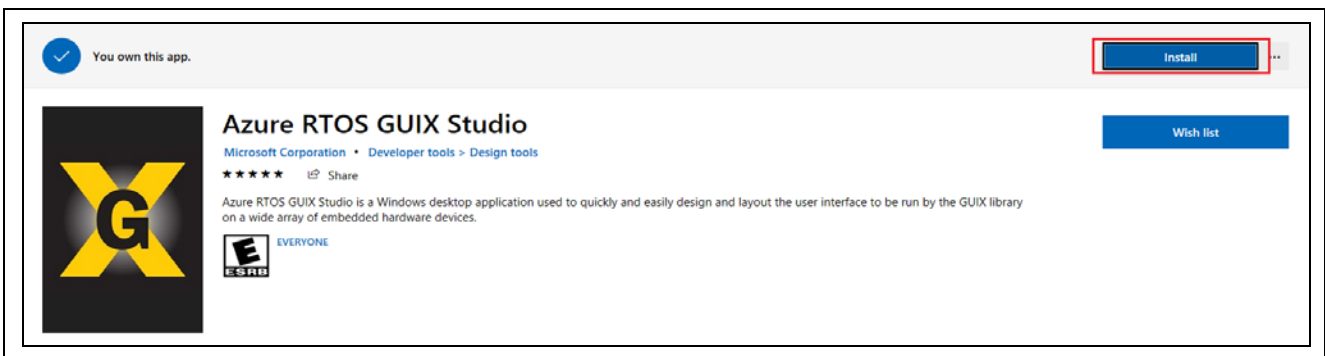 You own this app.
Install
...
Azure RTOS GUIX Studio
Microsoft Corporation • Developer tools > Design tools
Share
Wish list
Azure RTOS GUIX Studio is a Windows desktop application used to quickly and easily design and layout the user interface to be run by the GUIX library
on a wide array of embedded hardware devices.
G
E
EVERYONE
ESRB